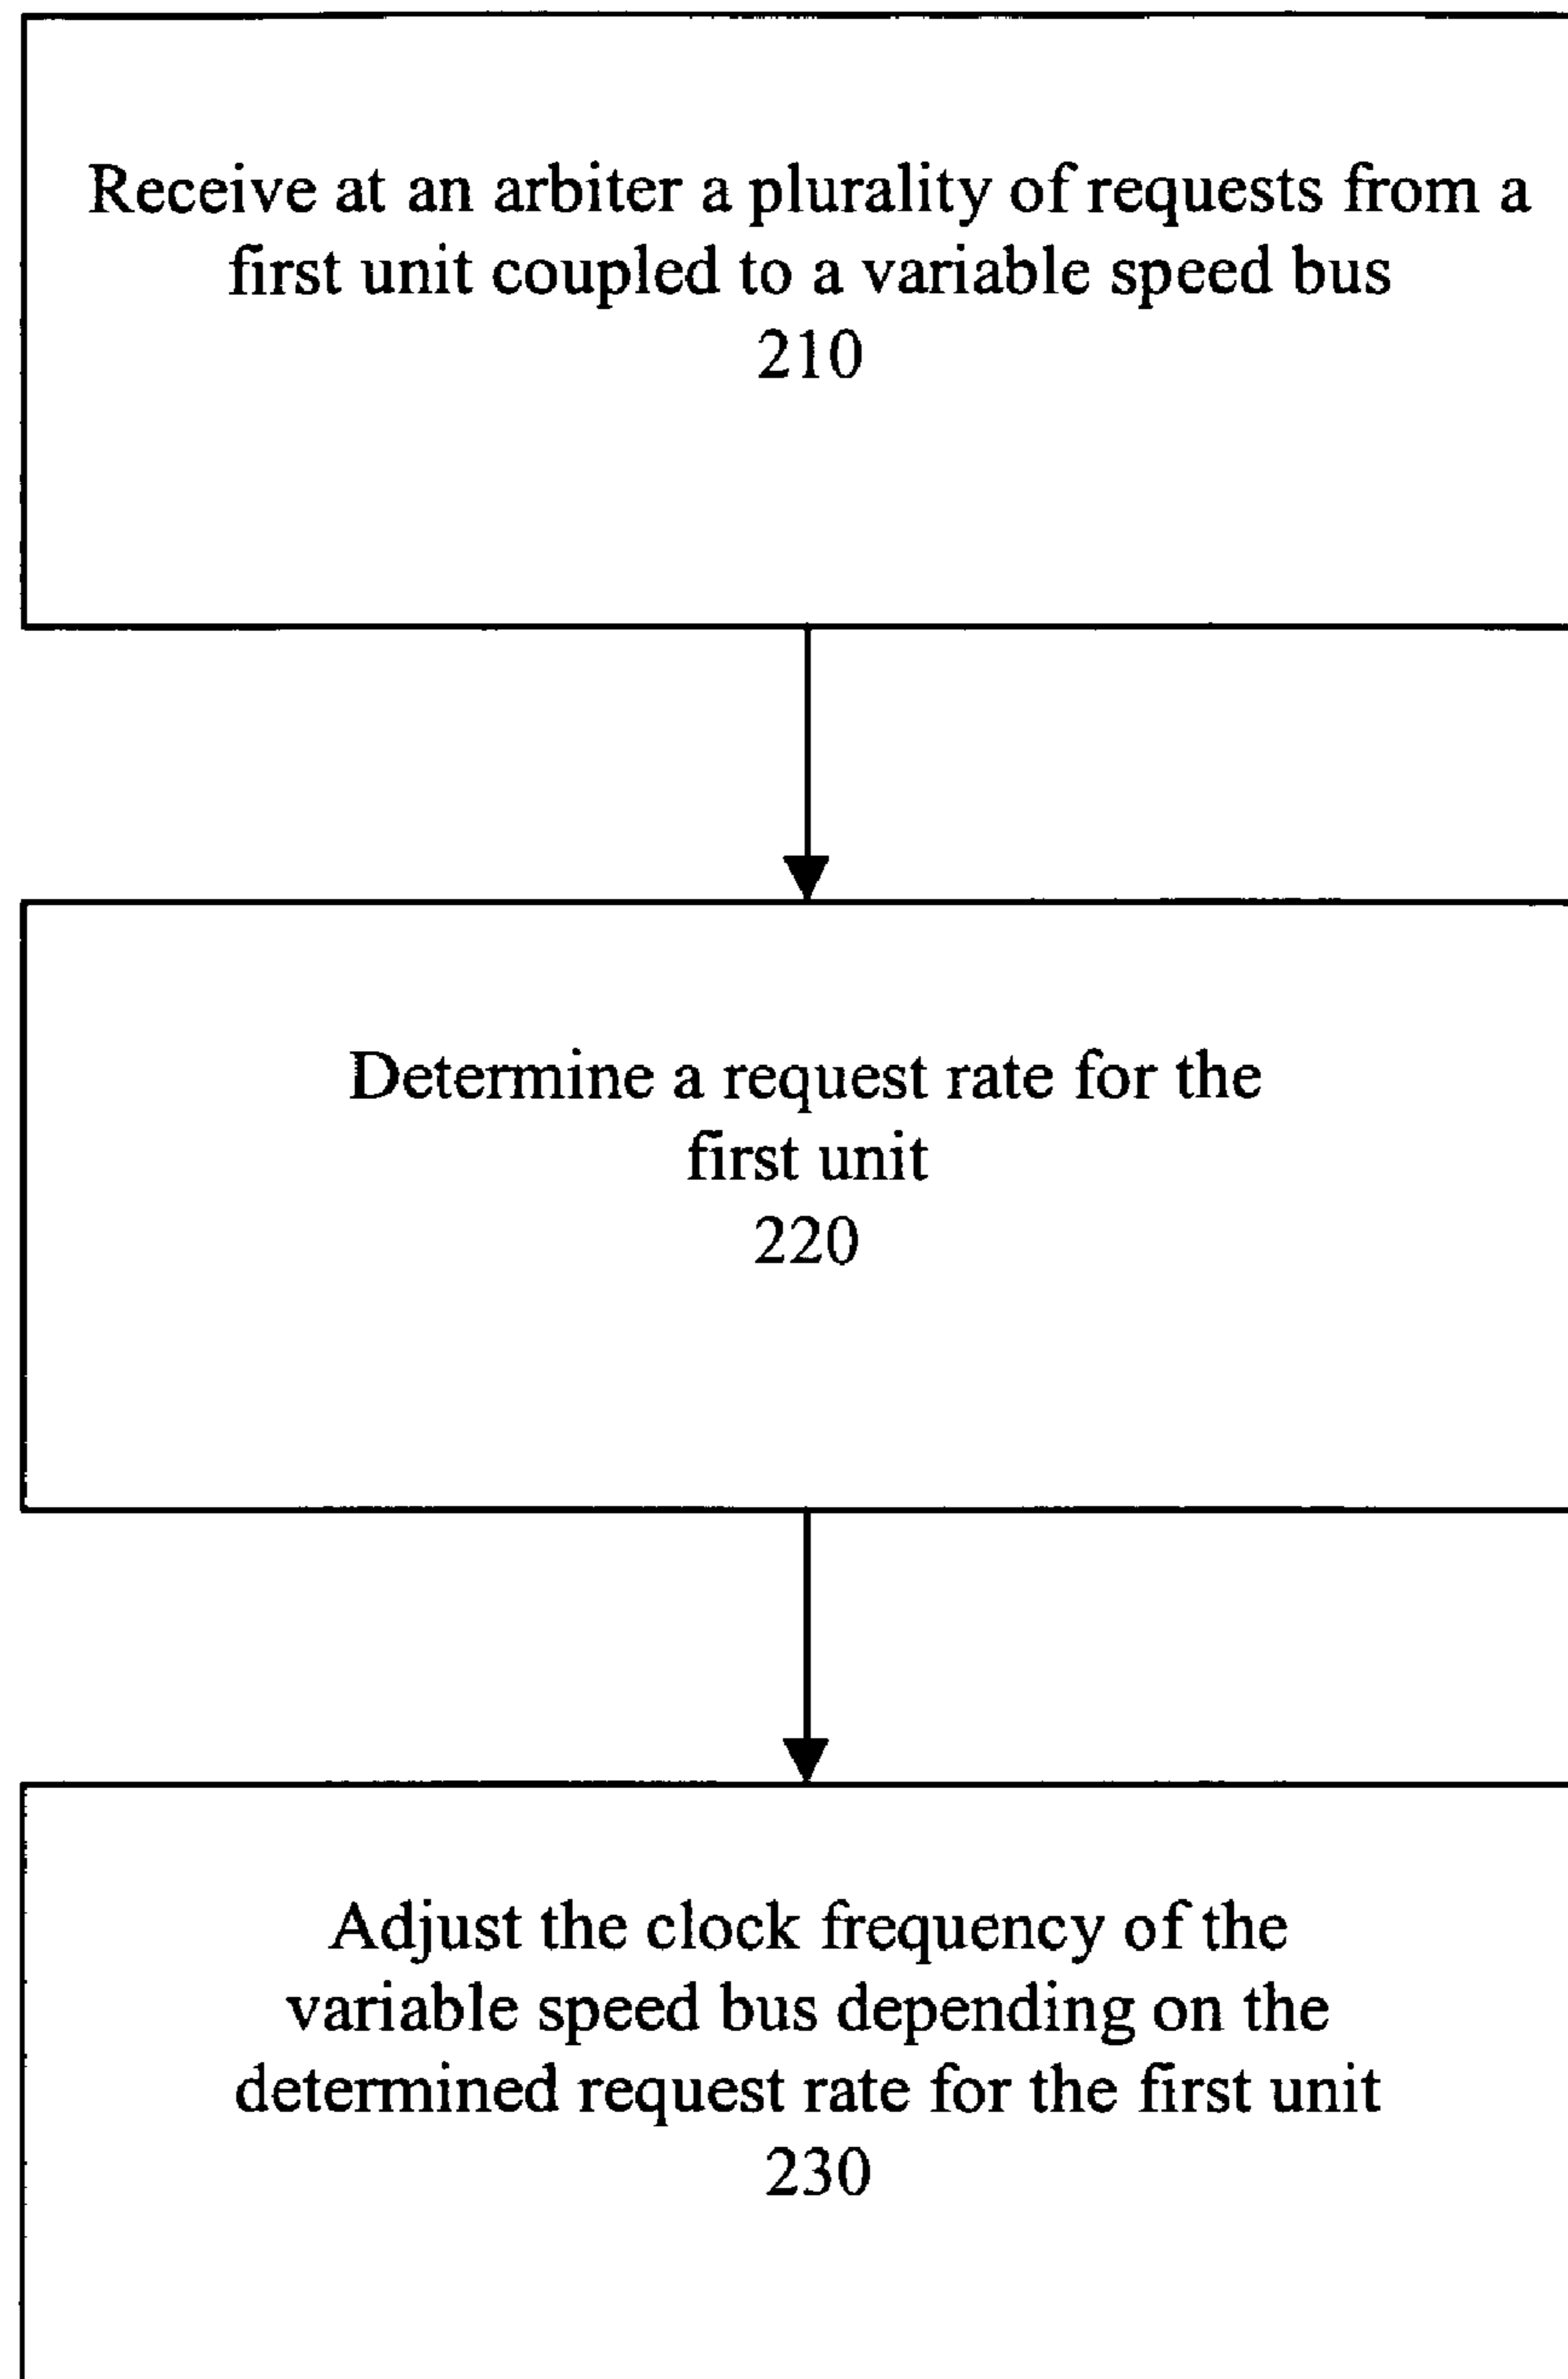 Receive at an arbiter a plurality of requests from a
first unit coupled to a variable speed bus
210
Determine a request rate for the
first unit
220
Adjust the clock frequency of the
variable speed bus depending on the
determined request rate for the first unit
230